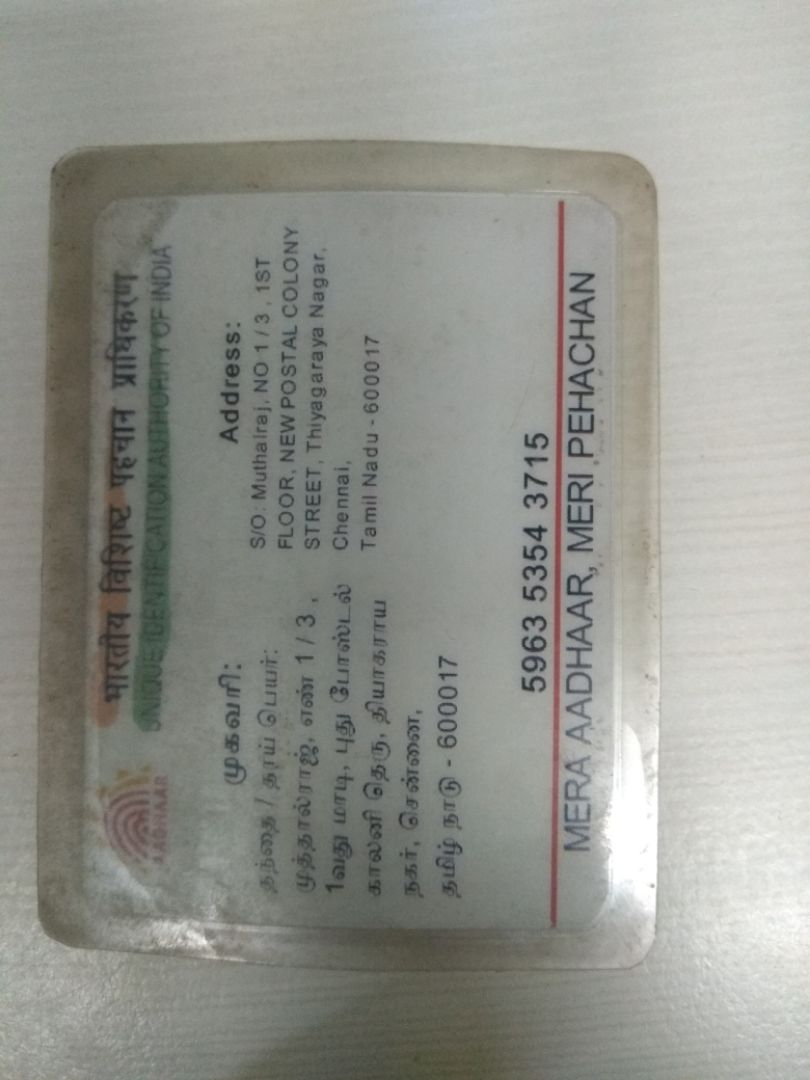 भारतीय विशिष्ट पहचान प्राधिकरण
UNIQUE IDENTIFICATION AUTHORITY OF INDIA
AADHAAR
முகவரி:
தந்தை / தாய் பெயர்:
முத்தால்ராஜ், எண் 1 / 3 ,
1வது மாடி, புது போஸ்டல்
காலனி தெரு, தியாகராய
நகர், சென்னை,
தமிழ் நாடு - 600017
Address:
S/O: Muthalraj, NO 1 / 3 , 1ST
FLOOR, NEW POSTAL COLONY
STREET, Thiyagaraya Nagar,
Chennai,
Tamil Nadu - 600017
5963 5354 3715
MERA AADHAAR, MERI PEHACHAN